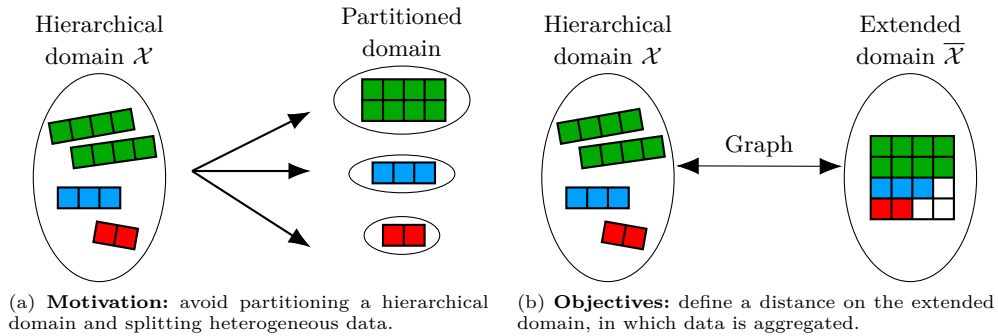 Hierarchical
domain 𝒳
Partitioned
domain
(a) Motivation: avoid partitioning a hierarchical
domain and splitting heterogeneous data.
Hierarchical
domain 𝒳
Graph
Extended
domain 𝒳̅
(b) Objectives: define a distance on the extended
domain, in which data is aggregated.